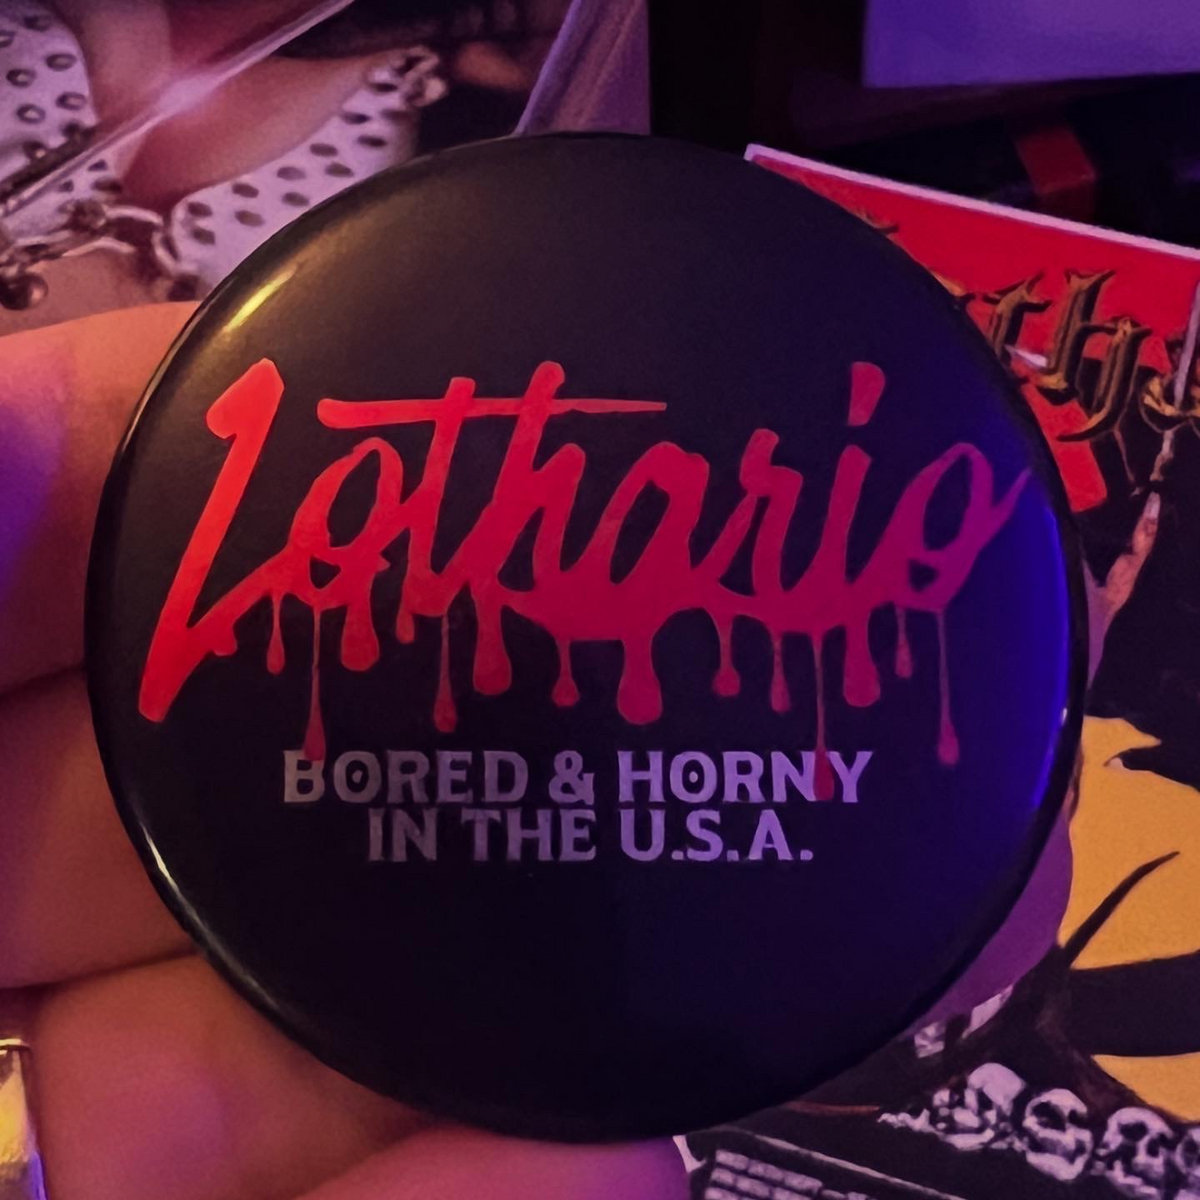 Lothario
BORED & HORNY
IN THE U.S.A.